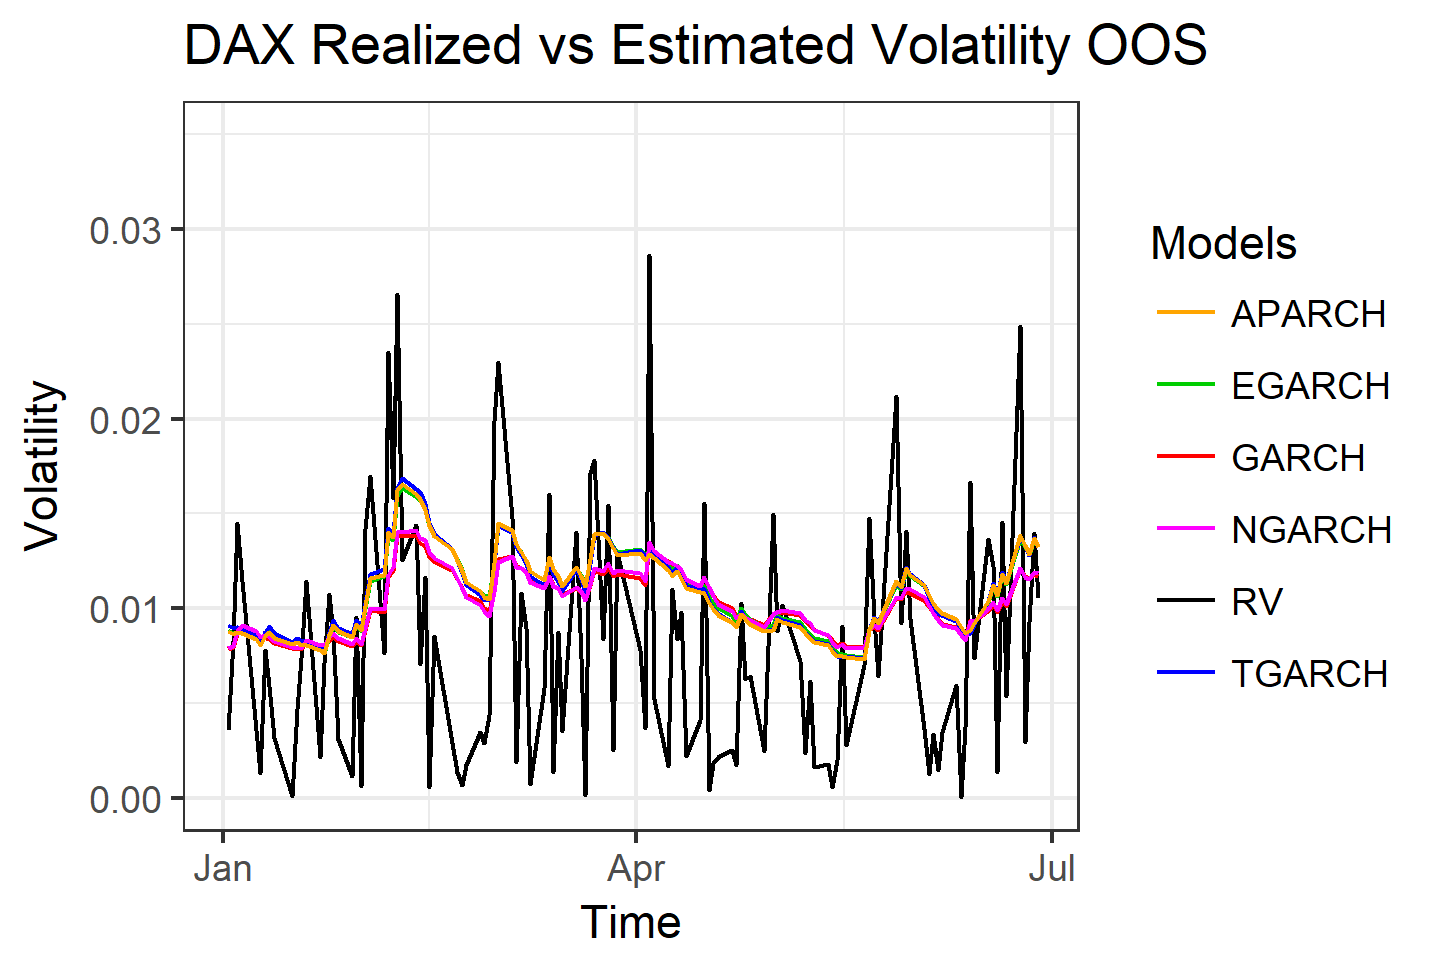 DAX Realized vs Estimated Volatility OOS
Volatility
0.03
0.02
0.01
0.00
Jan
Apr
Jul
Time
Models
APARCH
EGARCH
GARCH
NGARCH
RV
TGARCH